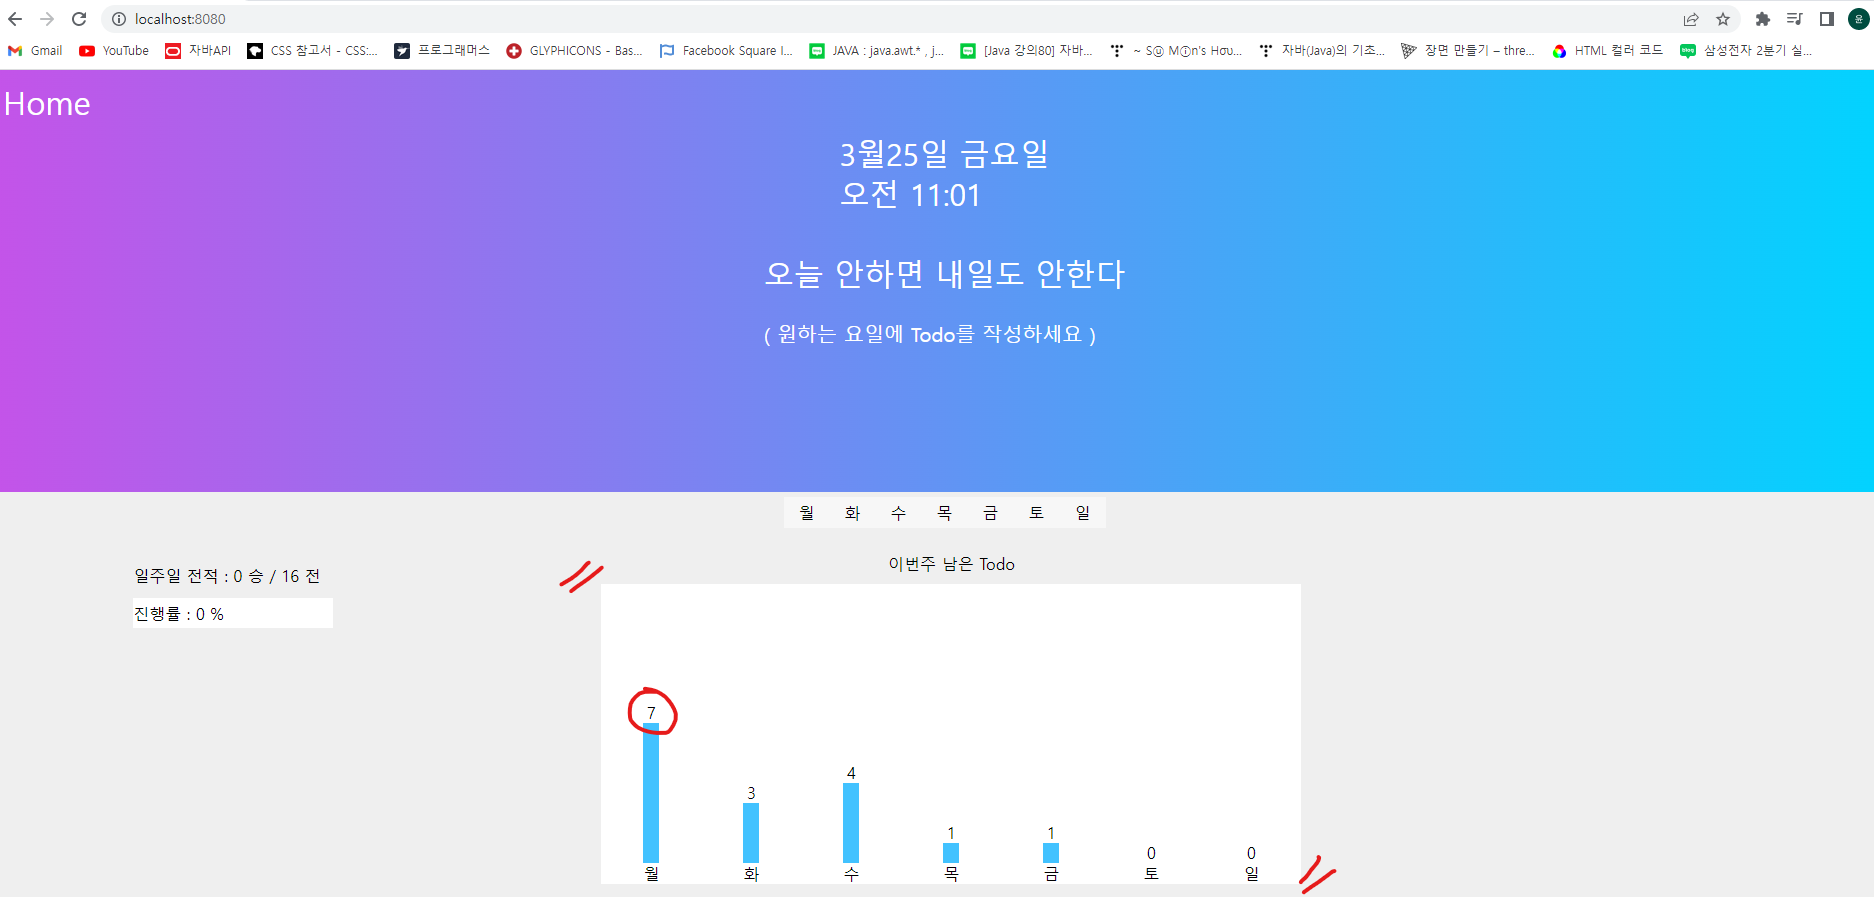 localhost:8080
윤
Gmail YouTube 자바API CSS 참고서 - CSS:... 프로그래머스 GLYPHICONS - Bas... Facebook Square I... JAVA : java.awt.* , j... [Java 강의80] 자바... ~ S@ Mⓘn's Hσυ... 자바(Java)의 기초... 장면 만들기 – thre... HTML 컬러 코드 blog 삼성전자 2분기 실...
Home
3월25일 금요일
오전 11:01
오늘 안하면 내일도 안한다
( 원하는 요일에 Todo를 작성하세요 )
월 화 수 목 금 토 일
이번주 남은 Todo
일주일 전적 : 0 승 / 16 전
진행률 : 0 %
7 3 4 1 1 0 0
월 화 수 목 금 토 일